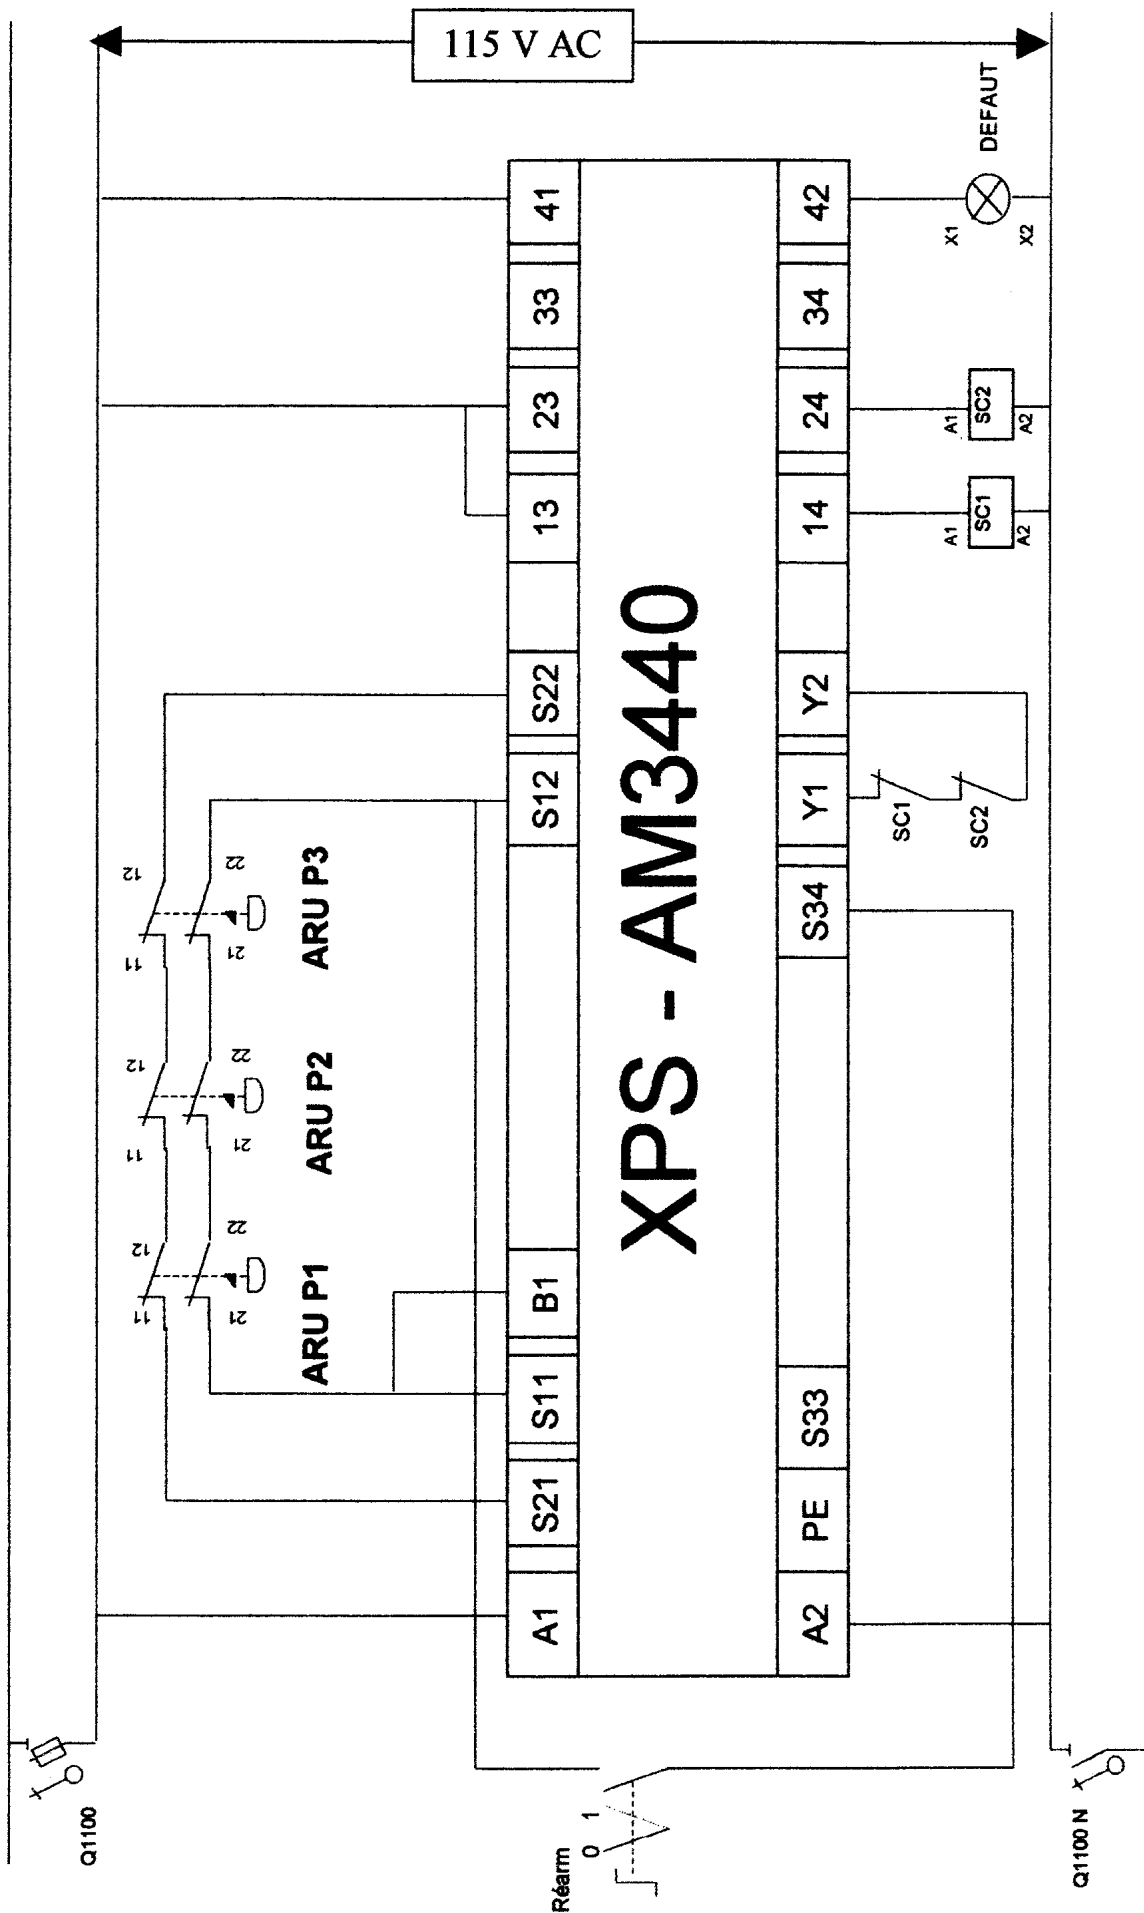 115 V AC
Q1100
Q1100 N
Réarm
0 1
A1
S21
S11
B1
S12
S22
13
23
33
41
XPS - AM3440
A2
PE
S33
S34
Y1
Y2
14
24
34
42
ARU P1
11
12
21
22
ARU P2
11
12
21
22
ARU P3
11
12
21
22
SC1
SC2
A1
SC1
A2
A1
SC2
A2
X1
X2
DEFAUT